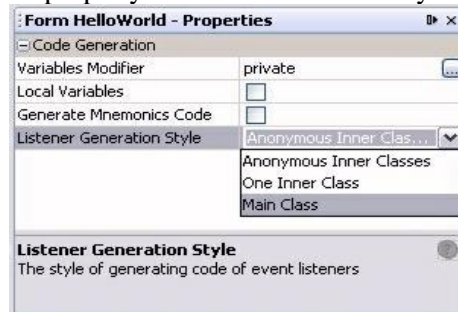 Form HelloWorld - Properties
Code Generation
Variables Modifier private ...
Local Variables
Generate Mnemonics Code
Listener Generation Style Anonymous Inner Clas...
Anonymous Inner Classes
One Inner Class
Main Class
Listener Generation Style
The style of generating code of event listeners